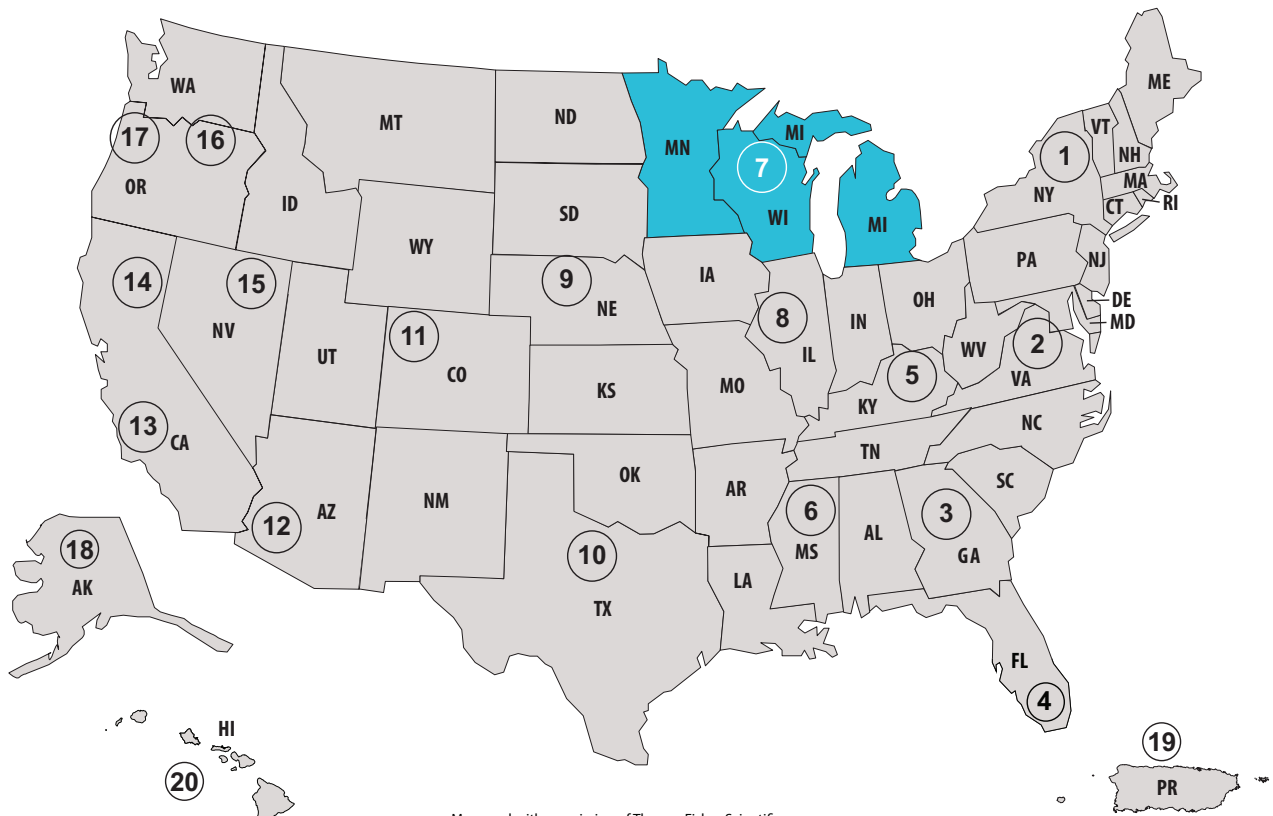 ME
WA
MT
ND
MN
MI
VT
17
16
7
1
NH
OR
MA
NY
ID
SD
WI
MI
CT
RI
WY
PA
NJ
14
15
9
IA
OH
DE
NE
8
IN
MD
NV
11
2
UT
IL
WV
CO
5
VA
KS
MO
KY
13
CA
NC
TN
OK
SC
NM
AR
AZ
12
6
3
10
MS
AL
GA
18
AK
LA
TX
FL
4
HI
19
20
PR